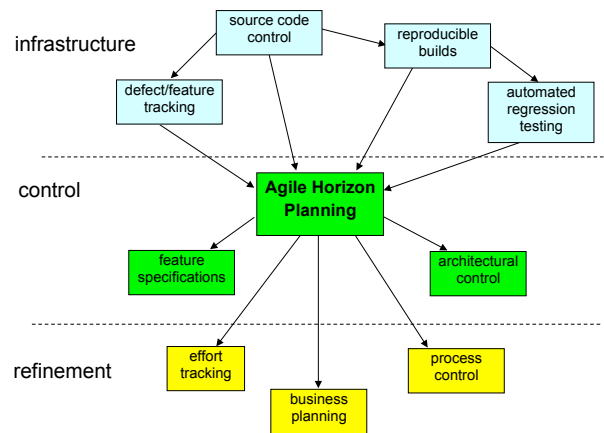 infrastructure
source code
control
reproducible
builds
defect/feature
tracking
automated
regression
testing
control
Agile Horizon
Planning
feature
specifications
architectural
control
refinement
effort
tracking
process
control
business
planning